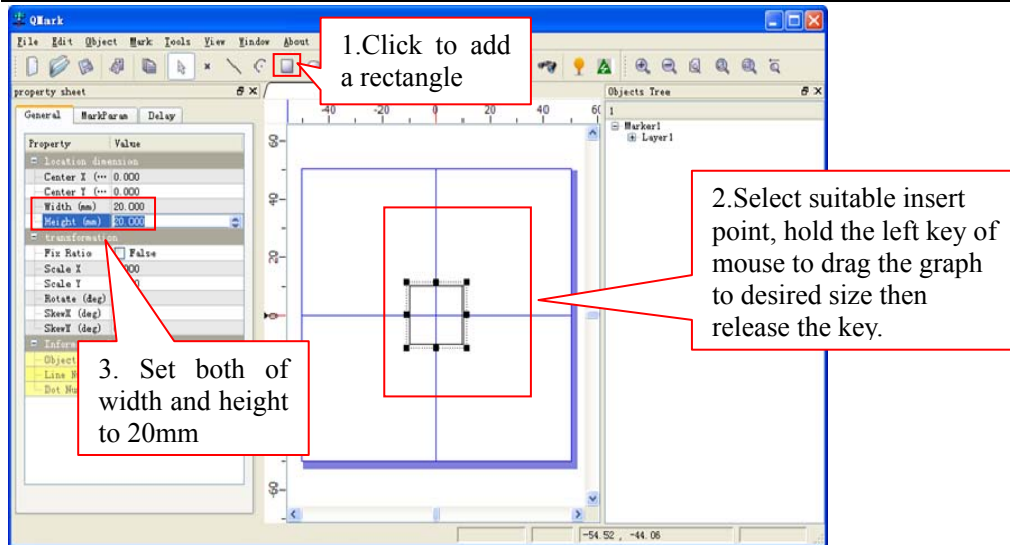 QMark
File Edit Object Mark Tools View Window About
1.Click to add
a rectangle
property sheet
Objects Tree
General MarkParam Delay
-40 -20 0 20 40 60
1
Marker1
Layer1
Property Value
Location dimension
Center X (··· 0.000
Center Y (··· 0.000
Width (mm) 20.000
Height (mm) 20.000
transformation
Fix Ratio False
Scale X
Scale Y
Rotate (deg)
SkewX (deg)
SkewY (deg)
Object
2.Select suitable insert
point, hold the left key of
mouse to drag the graph
to desired size then
release the key.
3. Set both of
width and height
to 20mm
-54.52 , -44.06